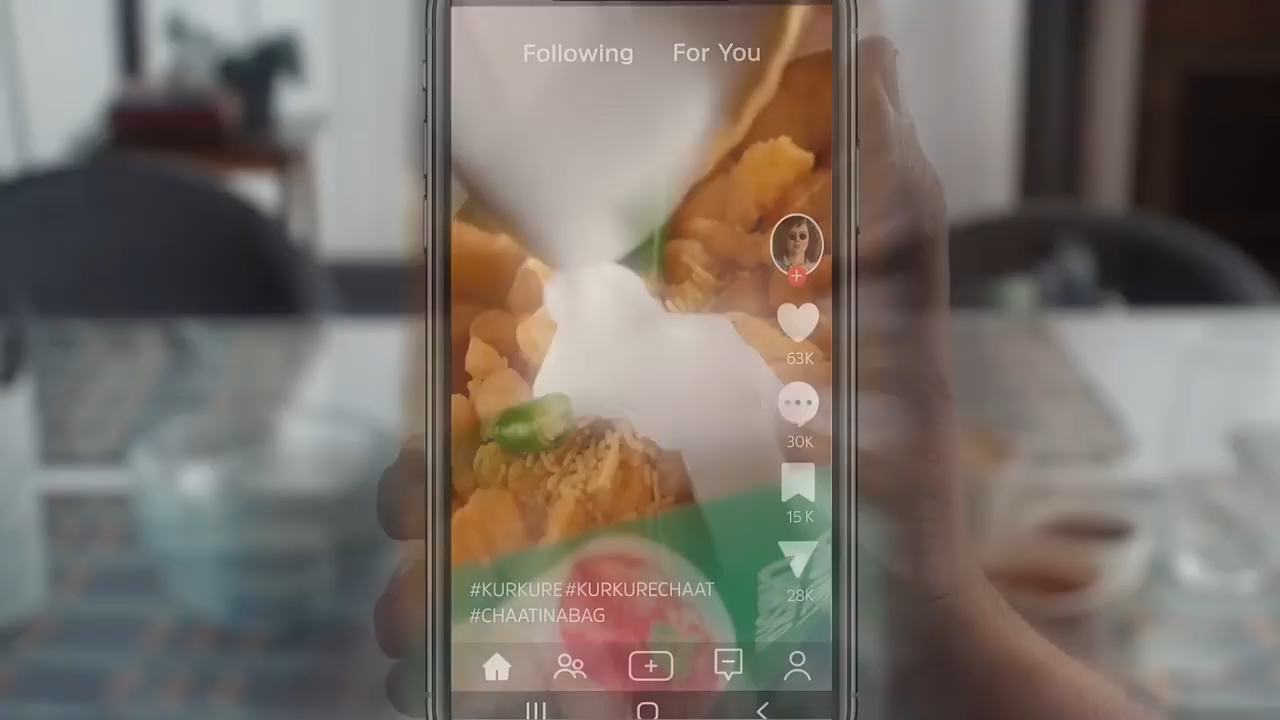 Following For You
63K
30K
15 K
28K
#KURKURE #KURKURECHAAT
#CHAATINABAG